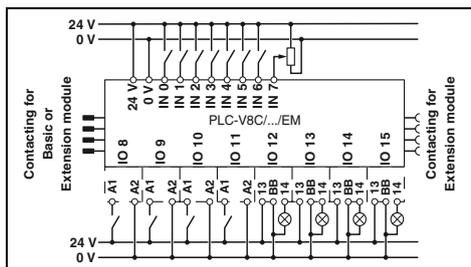 24 V
0 V
24 V
0 V
IN 0
IN 1
IN 2
IN 3
IN 4
IN 5
IN 6
IN 7
PLC-V8C/.../EM
Contacting for
Basic or
Extension module
Contacting for
Extension module
IO 8
IO 9
IO 10
IO 11
IO 12
IO 13
IO 14
IO 15
A1
A2
A1
A2
A1
A2
A1
A2
13
BB
14
13
BB
14
13
BB
14
13
BB
14
24 V
0 V